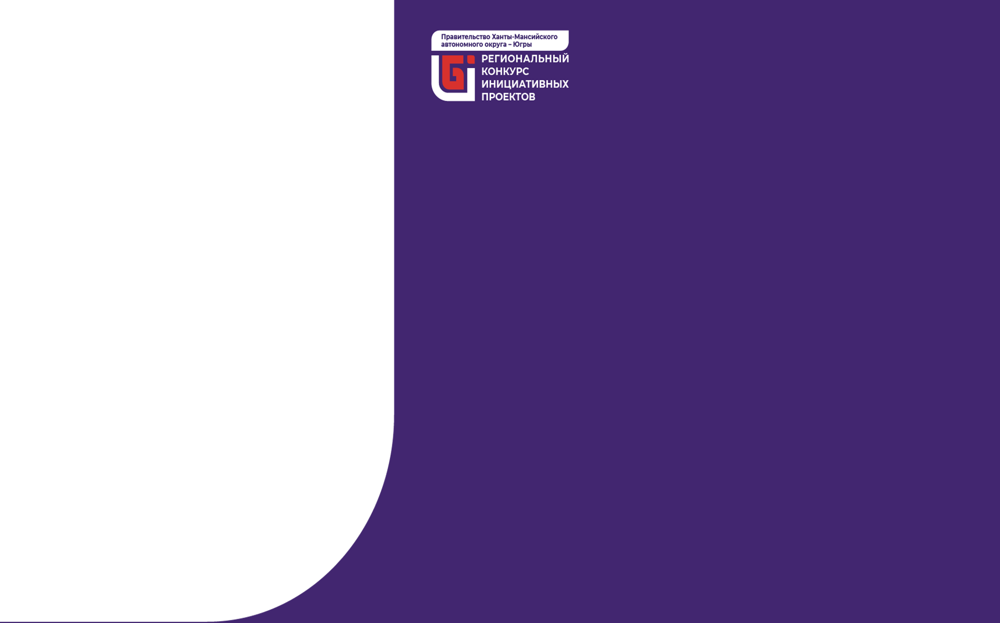 Правительство Ханты-Мансийского
автономного округа – Югры
РЕГИОНАЛЬНЫЙ
КОНКУРС
ИНИЦИАТИВНЫХ
ПРОЕКТОВ